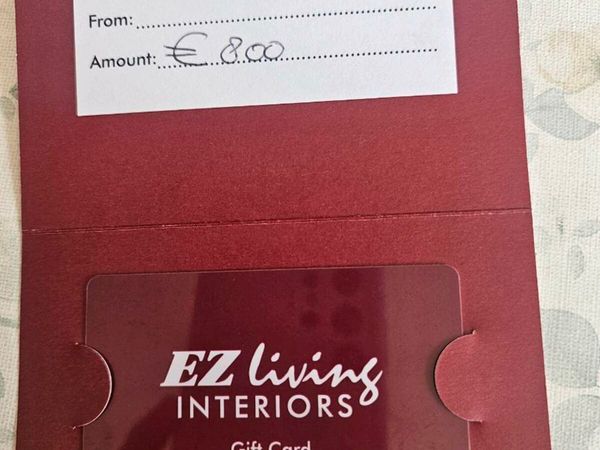 From:
Amount: € 800
EZ living
INTERIORS
Gift Card